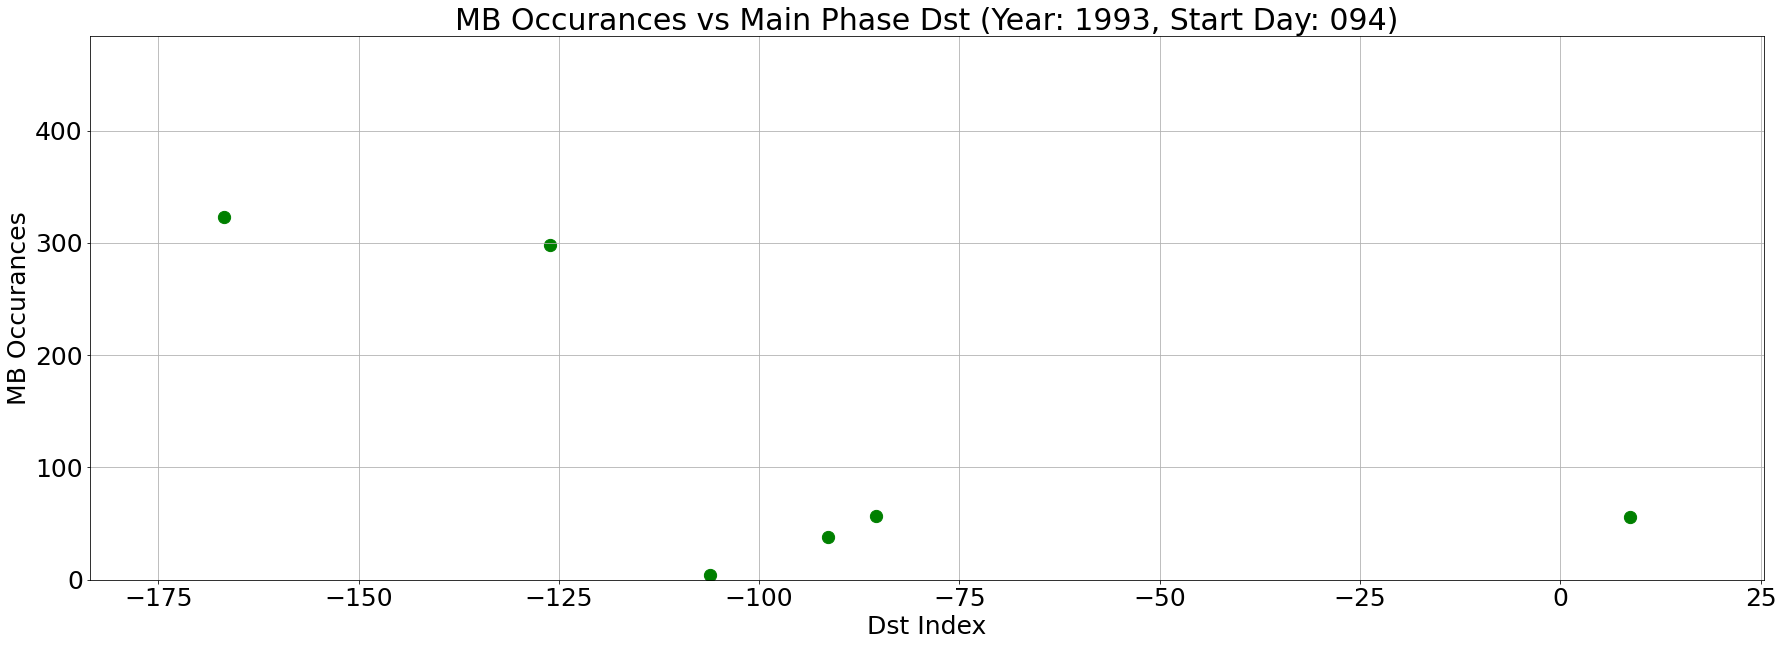 MB Occurances vs Main Phase Dst (Year: 1993, Start Day: 094)
MB Occurances
400
300
200
100
0
−175 −150 −125 −100 −75 −50 −25 0 25
Dst Index